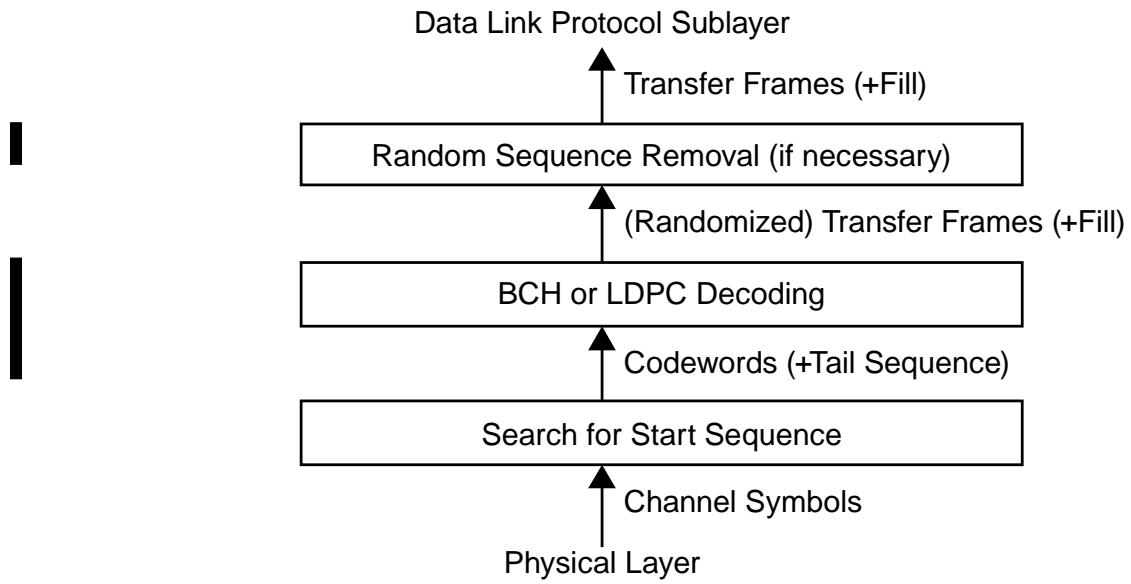 Data Link Protocol Sublayer
Transfer Frames (+Fill)
Random Sequence Removal (if necessary)
(Randomized) Transfer Frames (+Fill)
BCH or LDPC Decoding
Codewords (+Tail Sequence)
Search for Start Sequence
Channel Symbols
Physical Layer